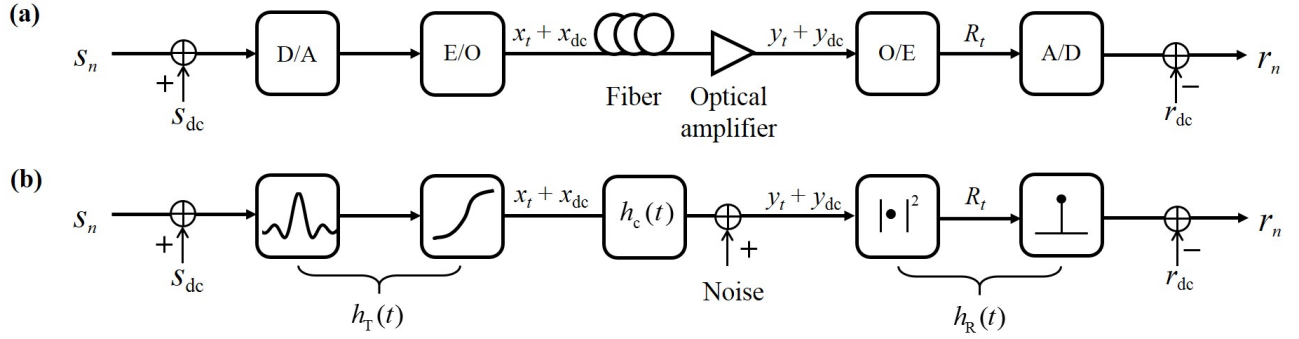 (a)
s_n
+
s_dc
D/A
E/O
x_t + x_dc
Fiber
Optical
amplifier
y_t + y_dc
O/E
R_t
A/D
−
r_dc
r_n
(b)
s_n
+
s_dc
h_T(t)
x_t + x_dc
h_c(t)
+
Noise
y_t + y_dc
|•|²
R_t
h_R(t)
−
r_dc
r_n